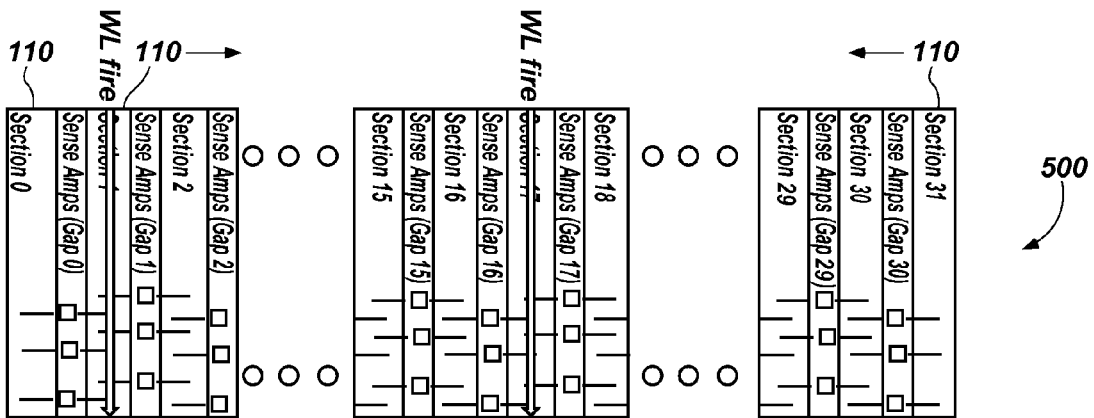 110
WL fire
110
WL fire
110
500
Section 0
Sense Amps (Gap 0)
Sense Amps (Gap 1)
Section 2
Sense Amps (Gap 2)
Section 15
Sense Amps (Gap 15)
Section 16
Sense Amps (Gap 16)
Section 17
Sense Amps (Gap 17)
Section 18
Section 29
Sense Amps (Gap 29)
Section 30
Sense Amps (Gap 30)
Section 31